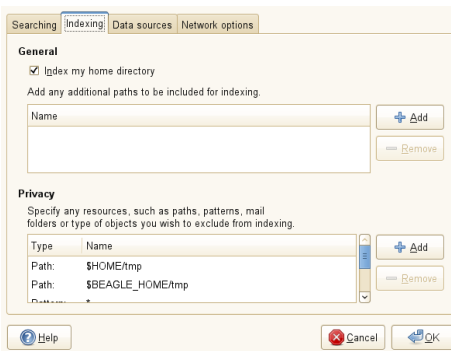 Searching Indexing Data sources Network options
General
Index my home directory
Add any additional paths to be included for indexing.
Name
Add
Remove
Privacy
Specify any resources, such as paths, patterns, mail
folders or type of objects you wish to exclude from indexing.
Type Name
Add
Path: $HOME/tmp
Remove
Path: $BEAGLE_HOME/tmp
Pattern: *
Help Cancel OK